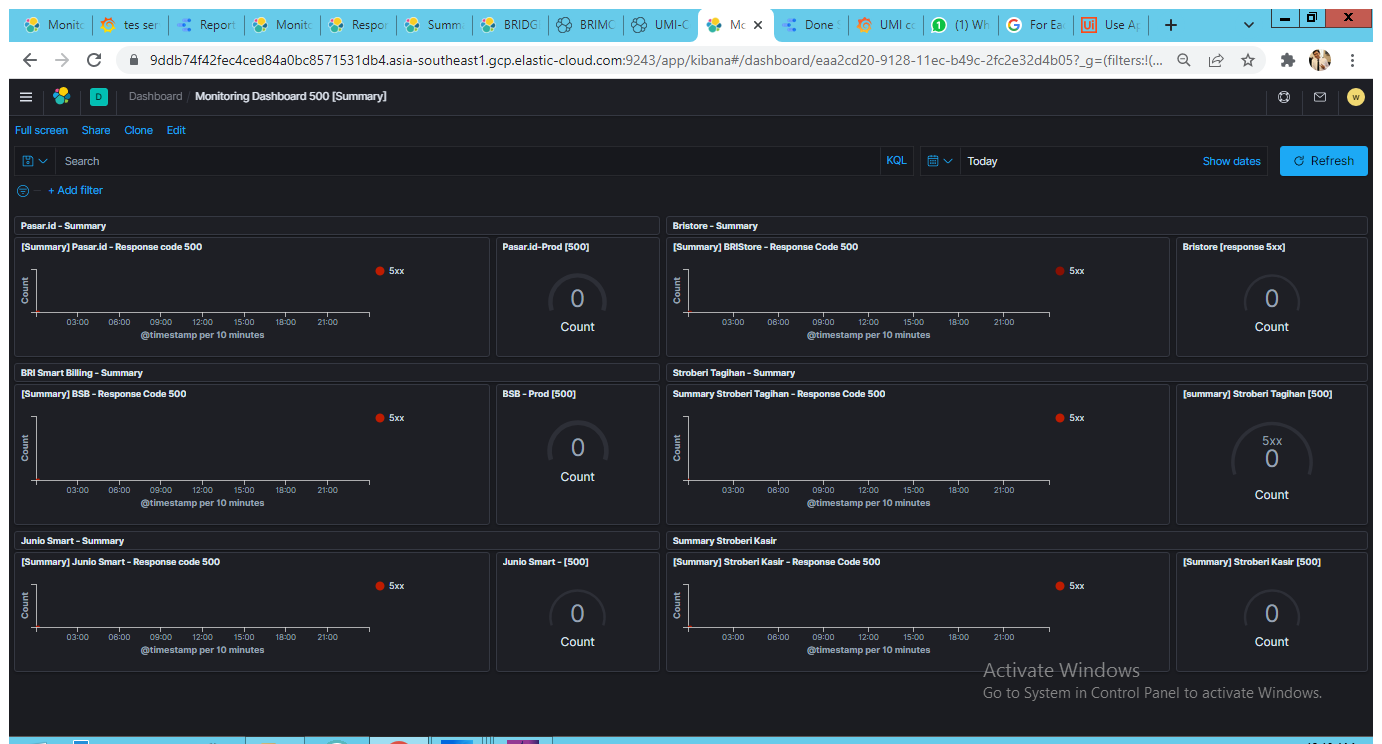 Monito
tes ser
Report
Monito
Respor
Summ
BRIDG
BRIMO
UMI-C
Mo
Done
UMI co
(1) Wh
For Ea
Use Ap
9ddb74f42fec4ced84a0bc8571531db4.asia-southeast1.gcp.elastic-cloud.com:9243/app/kibana#/dashboard/eaa2cd20-9128-11ec-b49c-2fc2e32d4b05?_g=(filters:!(...
D Dashboard / Monitoring Dashboard 500 [Summary] w
Full screen Share Clone Edit
Search KQL Today Show dates Refresh
+ Add filter
Pasar.id - Summary
[Summary] Pasar.id - Response code 500
5xx
Count
03:00 06:00 09:00 12:00 15:00 18:00 21:00
@timestamp per 10 minutes
Pasar.id-Prod [500]
0
Count
Bristore - Summary
[Summary] BRIStore - Response Code 500
5xx
Count
03:00 06:00 09:00 12:00 15:00 18:00 21:00
@timestamp per 10 minutes
Bristore [response 5xx]
0
Count
BRI Smart Billing - Summary
[Summary] BSB - Response Code 500
5xx
Count
03:00 06:00 09:00 12:00 15:00 18:00 21:00
@timestamp per 10 minutes
BSB - Prod [500]
0
Count
Stroberi Tagihan - Summary
Summary Stroberi Tagihan - Response Code 500
5xx
Count
03:00 06:00 09:00 12:00 15:00 18:00 21:00
@timestamp per 10 minutes
[summary] Stroberi Tagihan [500]
5xx
0
Count
Junio Smart - Summary
[Summary] Junio Smart - Response code 500
5xx
Count
03:00 06:00 09:00 12:00 15:00 18:00 21:00
@timestamp per 10 minutes
Junio Smart - [500]
0
Count
Summary Stroberi Kasir
[Summary] Stroberi Kasir - Response Code 500
5xx
Count
03:00 06:00 09:00 12:00 15:00 18:00 21:00
@timestamp per 10 minutes
[Summary] Stroberi Kasir [500]
0
Count
Activate Windows
Go to System in Control Panel to activate Windows.